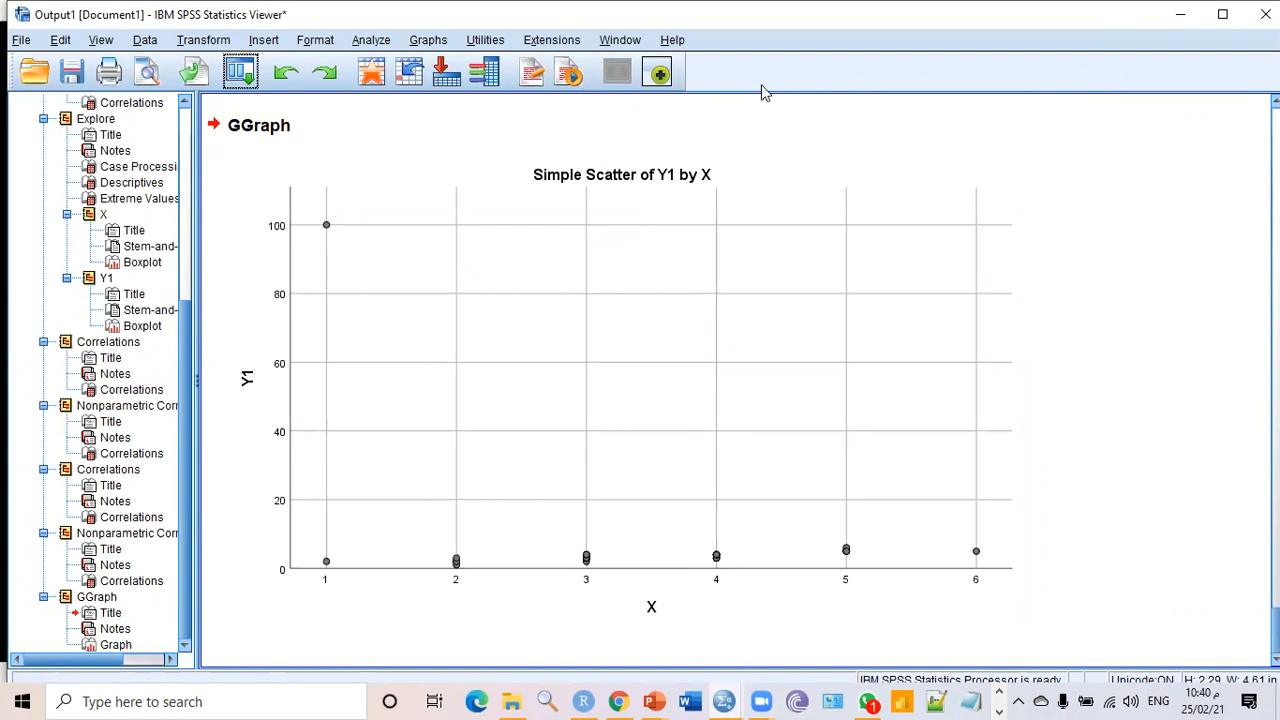 Output1 [Document1] - IBM SPSS Statistics Viewer*
File Edit View Data Transform Insert Format Analyze Graphs Utilities Extensions Window Help
Correlations
Explore
Title
Notes
Case Processi
Descriptives
Extreme Values
X
Title
Stem-and-
Boxplot
Y1
Title
Stem-and-
Boxplot
Correlations
Title
Notes
Correlations
Nonparametric Corr
Title
Notes
Correlations
Correlations
Title
Notes
Correlations
Nonparametric Corr
Title
Notes
Correlations
GGraph
Title
Notes
Graph
GGraph
Simple Scatter of Y1 by X
100
80
60
40
20
0
Y1
1 2 3 4 5 6
X
IBM SPSS Statistics Processor is ready Unicode:ON H: 2.29, W: 4.61 in
Type here to search
R
1
ENG
10:40 م
25/02/21